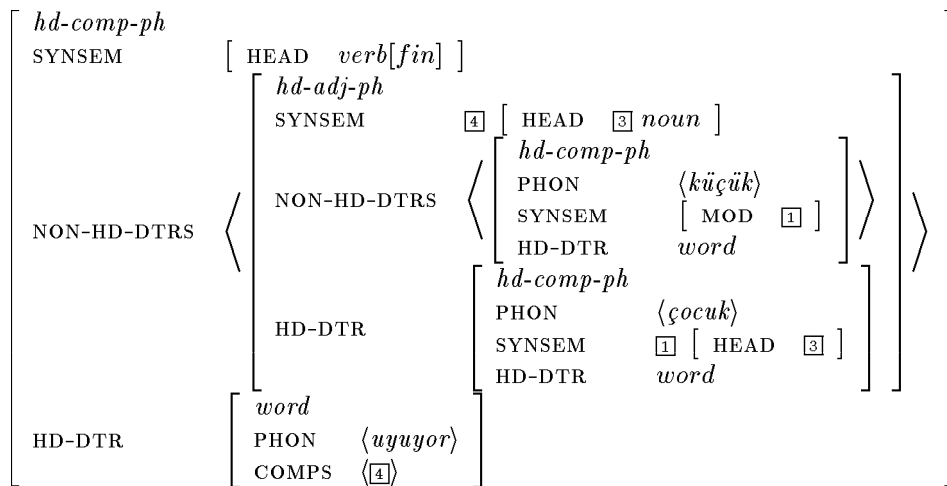 hd-comp-ph
SYNSEM [ HEAD verb[fin] ]
hd-adj-ph
SYNSEM 4 [ HEAD 3 noun ]
hd-comp-ph
PHON ⟨küçük⟩
NON-HD-DTRS ⟨ SYNSEM [ MOD 1 ] ⟩
HD-DTR word
NON-HD-DTRS ⟨ ⟩
hd-comp-ph
PHON ⟨çocuk⟩
HD-DTR SYNSEM 1 [ HEAD 3 ]
HD-DTR word
word
HD-DTR PHON ⟨uyuyor⟩
COMPS ⟨4⟩